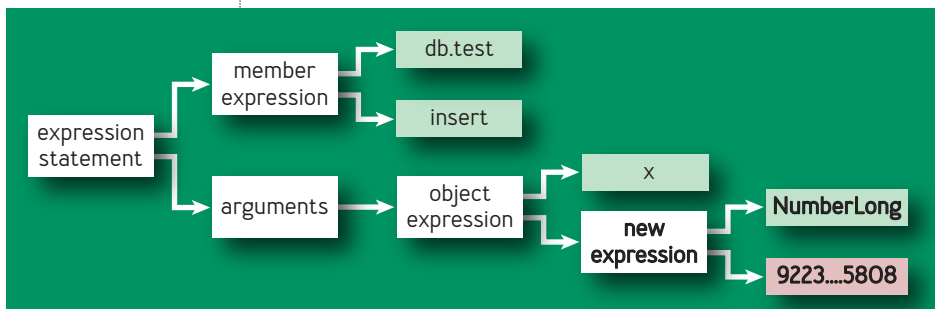 expression
statement
member
expression
db.test
insert
arguments
object
expression
x
new
expression
NumberLong
9223....5808